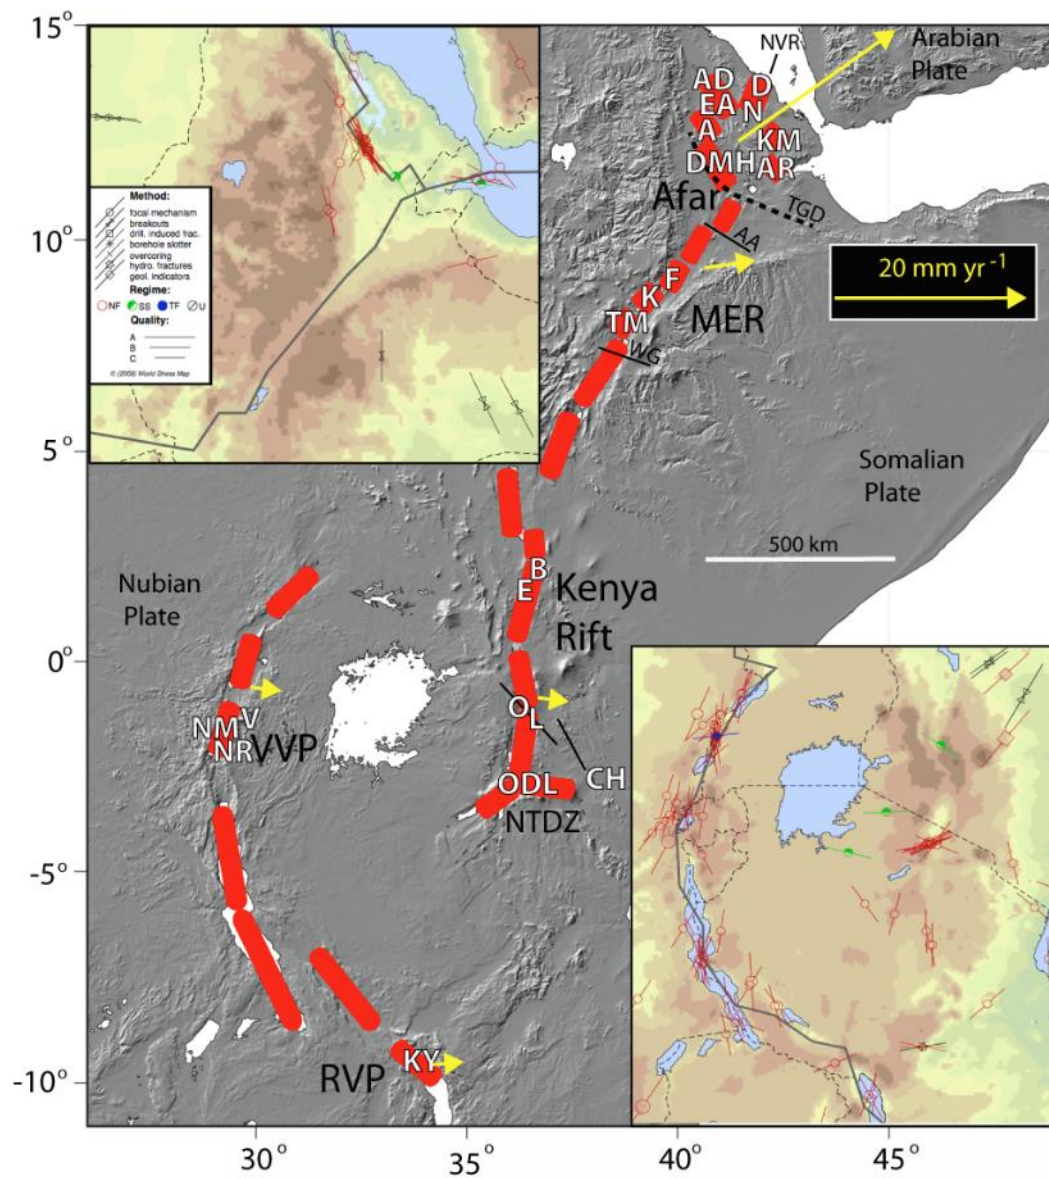 15°
10°
5°
0°
-5°
-10°
30°
35°
40°
45°
NVR
Arabian
Plate
AD
D
EA
N
A
KM
DMH
AR
Afar
TGD
AA
20 mm yr -1
F
K
MER
TM
WG
Somalian
Plate
500 km
Nubian
Plate
B
E
Kenya
Rift
OL
V
NM
NR
VVP
CH
ODL
NTDZ
RVP
KY
Method:
focal mechanism
breakouts
drill. induced frac.
borehole slotter
overcoring
hydro. fractures
geol. indicators
Regime:
NF SS TF U
Quality:
A
B
C
© (2008) World Stress Map